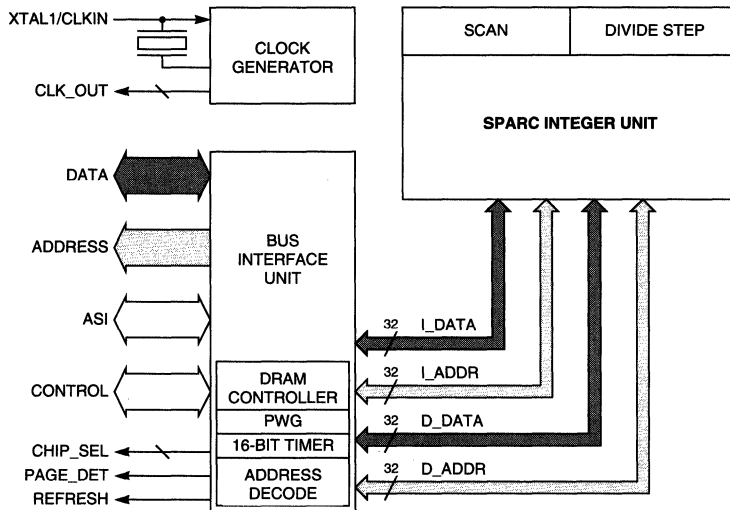 XTAL1/CLKIN
CLOCK
GENERATOR
CLK_OUT
SCAN
DIVIDE STEP
SPARC INTEGER UNIT
DATA
ADDRESS
ASI
CONTROL
CHIP_SEL
PAGE_DET
REFRESH
BUS
INTERFACE
UNIT
DRAM
CONTROLLER
PWG
16-BIT TIMER
ADDRESS
DECODE
32 I_DATA
32 I_ADDR
32 D_DATA
32 D_ADDR